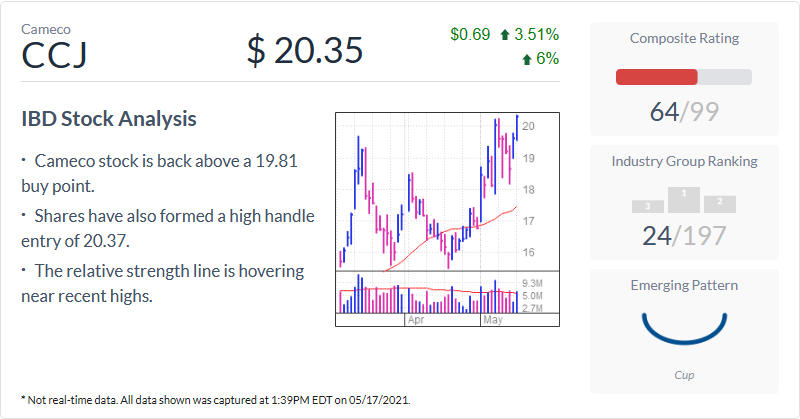 Cameco
CCJ
$ 20.35
$0.69 3.51%
6%
IBD Stock Analysis
· Cameco stock is back above a 19.81
buy point.
· Shares have also formed a high handle
entry of 20.37.
· The relative strength line is hovering
near recent highs.
20
19
18
17
16
9.3M
5.0M
2.7M
Apr
May
Composite Rating
64/99
Industry Group Ranking
3 1 2
24/197
Emerging Pattern
Cup
* Not real-time data. All data shown was captured at 1:39PM EDT on 05/17/2021.